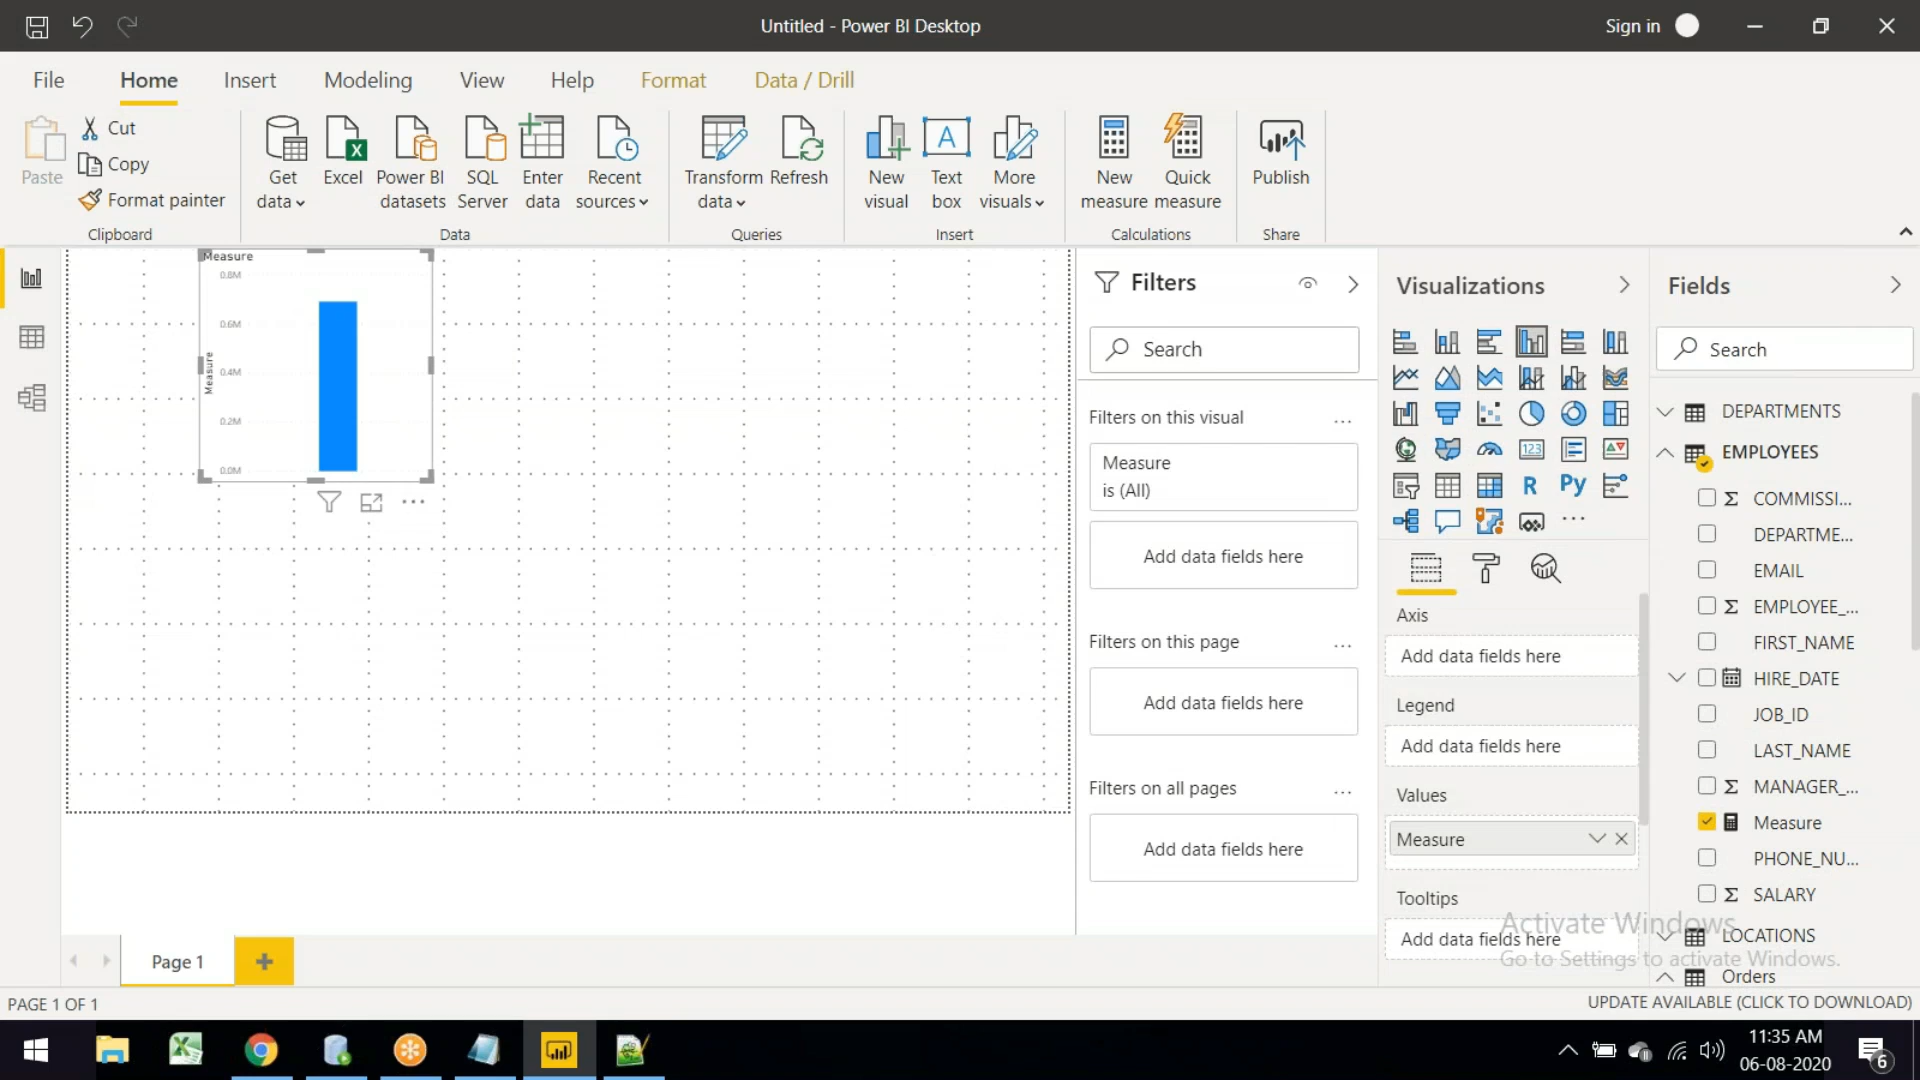 Untitled - Power BI Desktop
Sign in
File Home Insert Modeling View Help Format Data / Drill
Paste
Cut
Copy
Format painter
Clipboard
Get data
Excel
Power BI datasets
SQL Server
Enter data
Recent sources
Data
Transform data
Refresh
Queries
New visual
Text box
More visuals
Insert
New measure
Quick measure
Calculations
Publish
Share
Measure
0.8M
0.6M
0.4M
0.2M
0.0M
Measure
Filters
Search
Filters on this visual ...
Measure
is (All)
Add data fields here
Filters on this page ...
Add data fields here
Filters on all pages ...
Add data fields here
Visualizations
123
R
Py
...
Axis
Add data fields here
Legend
Add data fields here
Values
Measure
Tooltips
Add data fields here
Fields
Search
DEPARTMENTS
EMPLOYEES
Σ COMMISSI...
DEPARTME...
EMAIL
Σ EMPLOYEE_...
FIRST_NAME
HIRE_DATE
JOB_ID
LAST_NAME
Σ MANAGER_...
Measure
PHONE_NU...
Σ SALARY
LOCATIONS
Orders
Activate Windows
Go to Settings to activate Windows.
Page 1
PAGE 1 OF 1
UPDATE AVAILABLE (CLICK TO DOWNLOAD)
11:35 AM
06-08-2020
6